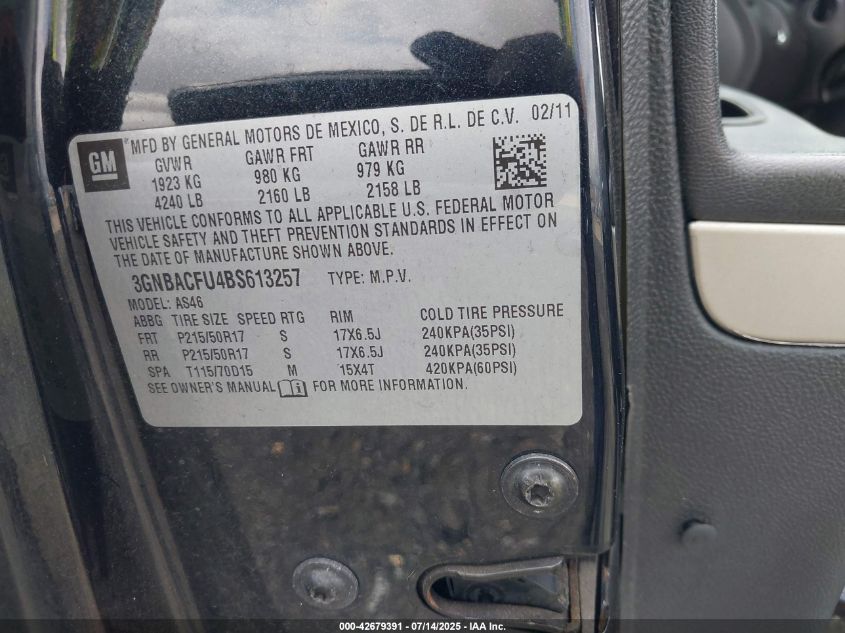 MFD BY GENERAL MOTORS DE MEXICO, S. DE R.L. DE C.V. 02/11
GM
GVWR GAWR FRT GAWR RR
1923 KG 980 KG 979 KG
4240 LB 2160 LB 2158 LB
THIS VEHICLE CONFORMS TO ALL APPLICABLE U.S. FEDERAL MOTOR
VEHICLE SAFETY AND THEFT PREVENTION STANDARDS IN EFFECT ON
THE DATE OF MANUFACTURE SHOWN ABOVE.
3GNBACFU4BS613257 TYPE: M.P.V.
MODEL: AS46
ABBG TIRE SIZE SPEED RTG RIM COLD TIRE PRESSURE
FRT P215/50R17 S 17X6.5J 240KPA(35PSI)
RR P215/50R17 S 17X6.5J 240KPA(35PSI)
SPA T115/70D15 M 15X4T 420KPA(60PSI)
SEE OWNER'S MANUAL i FOR MORE INFORMATION.
000-42679391 - 07/14/2025 - IAA Inc.